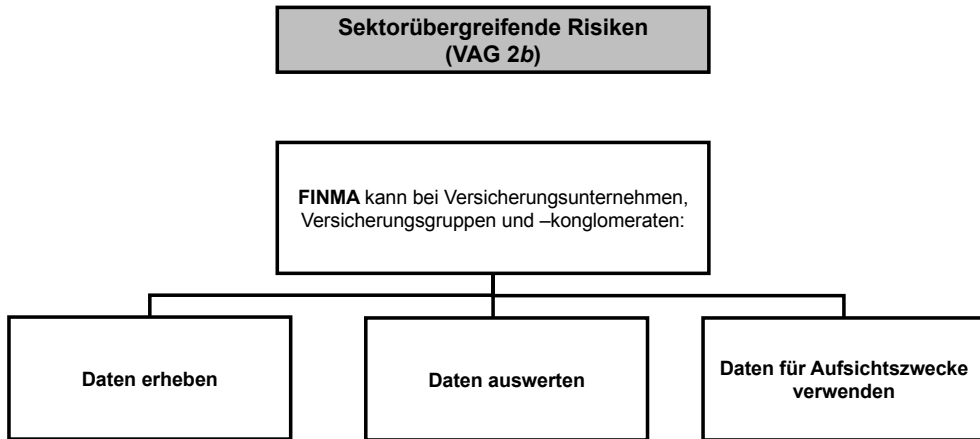 Sektorübergreifende Risiken
(VAG 2b)
FINMA kann bei Versicherungsunternehmen,
Versicherungsgruppen und –konglomeraten:
Daten erheben
Daten auswerten
Daten für Aufsichtszwecke
verwenden